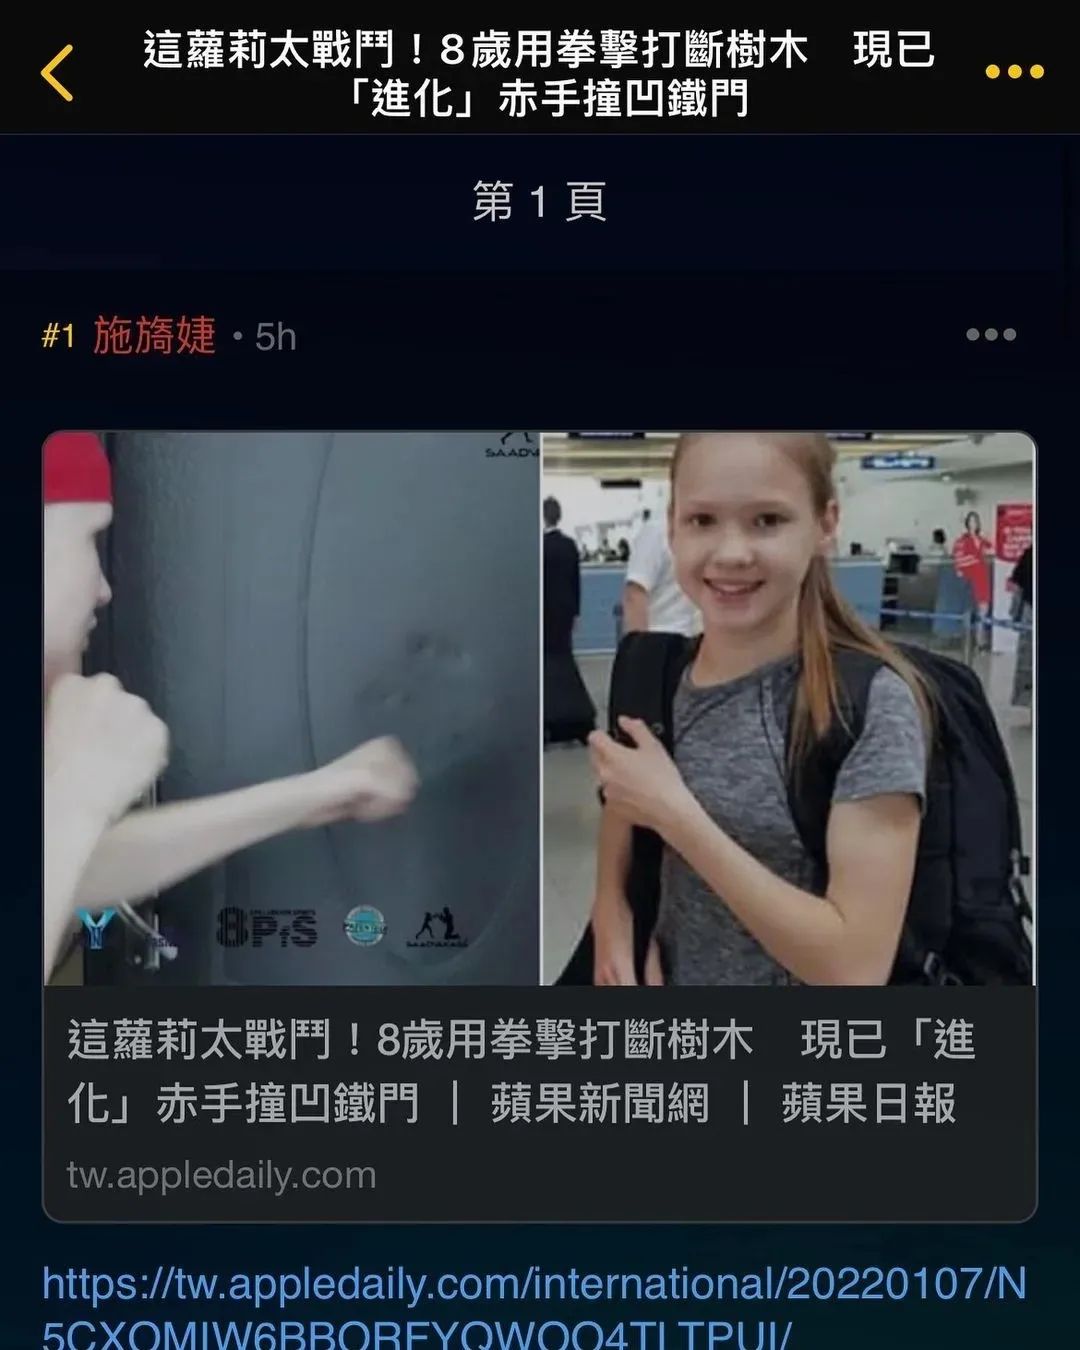 這蘿莉太戰鬥！8歲用拳擊打斷樹木　現已
「進化」赤手撞凹鐵門
第 1 頁
#1 施旖婕 • 5h
SAADV
8 PTS
這蘿莉太戰鬥！8歲用拳擊打斷樹木　現已「進
化」赤手撞凹鐵門 ｜ 蘋果新聞網 ｜ 蘋果日報
tw.appledaily.com
https://tw.appledaily.com/international/20220107/N
5CXOMIW6BBORFYQWOO4TLTPUI/